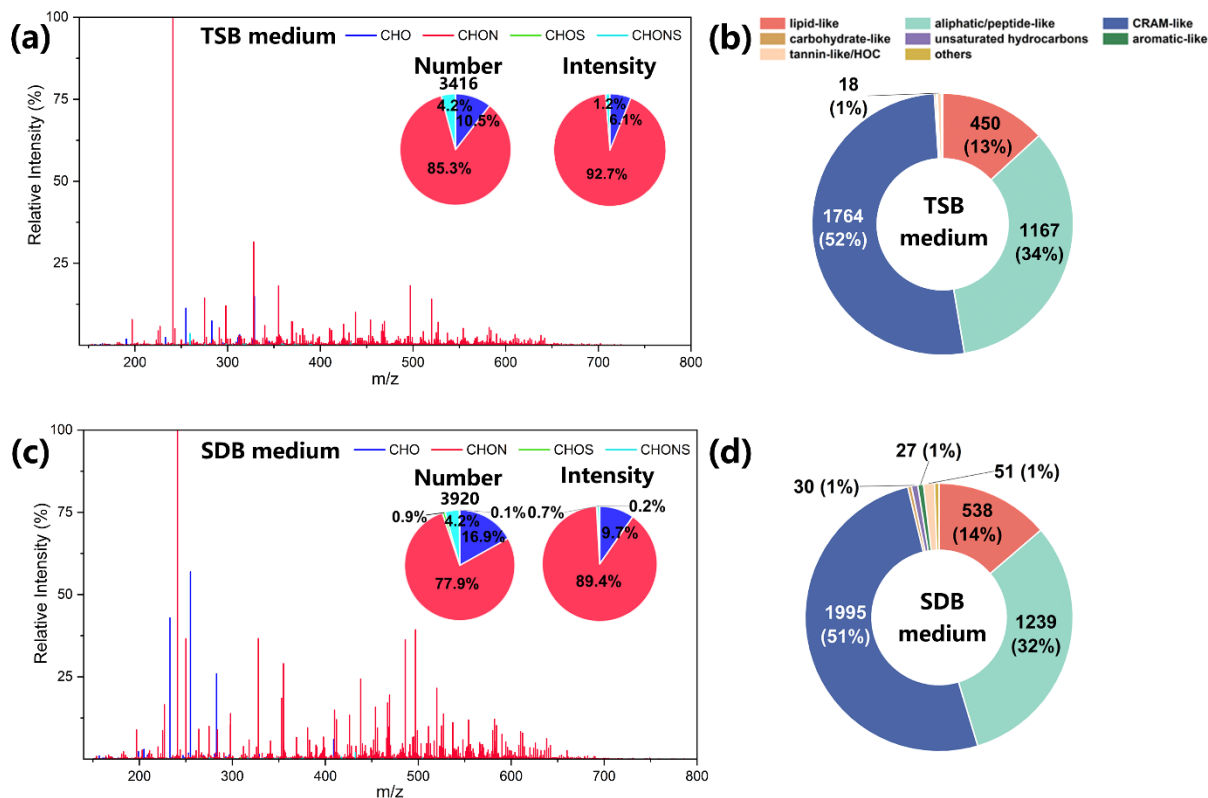 (a)
TSB medium
CHO
CHON
CHOS
CHONS
Number
3416
4.2%
10.5%
85.3%
Intensity
1.2%
6.1%
92.7%
Relative Intensity (%)
100
75
50
25
200
300
400
500
600
700
800
m/z
(b)
lipid-like
aliphatic/peptide-like
CRAM-like
carbohydrate-like
unsaturated hydrocarbons
aromatic-like
tannin-like/HOC
others
18
(1%)
450
(13%)
1764
(52%)
1167
(34%)
TSB
medium
(c)
SDB medium
CHO
CHON
CHOS
CHONS
Number
3920
0.9%
4.2%
0.1%
16.9%
77.9%
Intensity
0.7%
0.2%
9.7%
89.4%
Relative Intensity (%)
100
75
50
25
200
300
400
500
600
700
800
m/z
(d)
27 (1%)
30 (1%)
51 (1%)
538
(14%)
1995
(51%)
1239
(32%)
SDB
medium